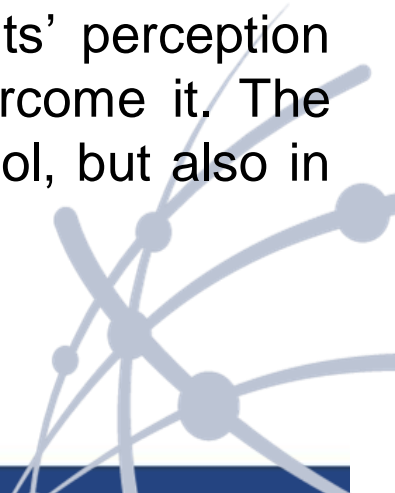 ts’ perception
rcome it. The
ol, but also in